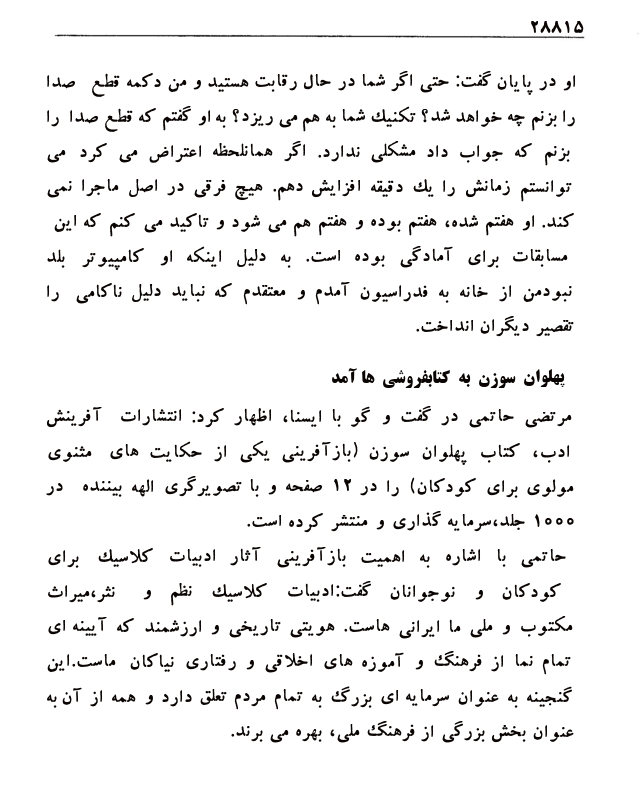 ۲۸۸۱۵
او در پایان گفت: حتی اگر شما در حال رقابت هستید و من دکمه قطع صدا
را بزنم چه خواهد شد؟ تکنیك شما به هم می ریزد؟ به او گفتم که قطع صدا را
بزنم که جواب داد مشکلی ندارد. اگر همانلحظه اعتراض می کرد می
توانستم زمانش را یك دقیقه افزایش دهم. هیچ فرقی در اصل ماجرا نمی
کند. او هفتم شده، هفتم بوده و هفتم هم می شود و تاکید می کنم که این
مسابقات برای آمادگی بوده است. به دلیل اینکه او کامپیوتر بلد
نبودمن از خانه به فدراسیون آمدم و معتقدم که نباید دلیل ناکامی را
تقصیر دیگران انداخت.
پهلوان سوزن به کتابفروشی ها آمد
مرتضی حاتمی در گفت و گو با ایسنا، اظهار کرد: انتشارات آفرینش
ادب، کتاب پهلوان سوزن (بازآفرینی یکی از حکایت های مثنوی
مولوی برای کودکان) را در ۱۲ صفحه و با تصویرگری الهه بیننده در
۱۰۰۰ جلد،سرمایه گذاری و منتشر کرده است.
حاتمی با اشاره به اهمیت بازآفرینی آثار ادبیات کلاسیك برای
کودکان و نوجوانان گفت:ادبیات کلاسیك نظم و نثر،میراث
مکتوب و ملی ما ایرانی هاست. هویتی تاریخی و ارزشمند که آیینه ای
تمام نما از فرهنگ و آموزه های اخلاقی و رفتاری نیاکان ماست.این
گنجینه به عنوان سرمایه ای بزرگ به تمام مردم تعلق دارد و همه از آن به
عنوان بخش بزرگی از فرهنگ ملی، بهره می برند.